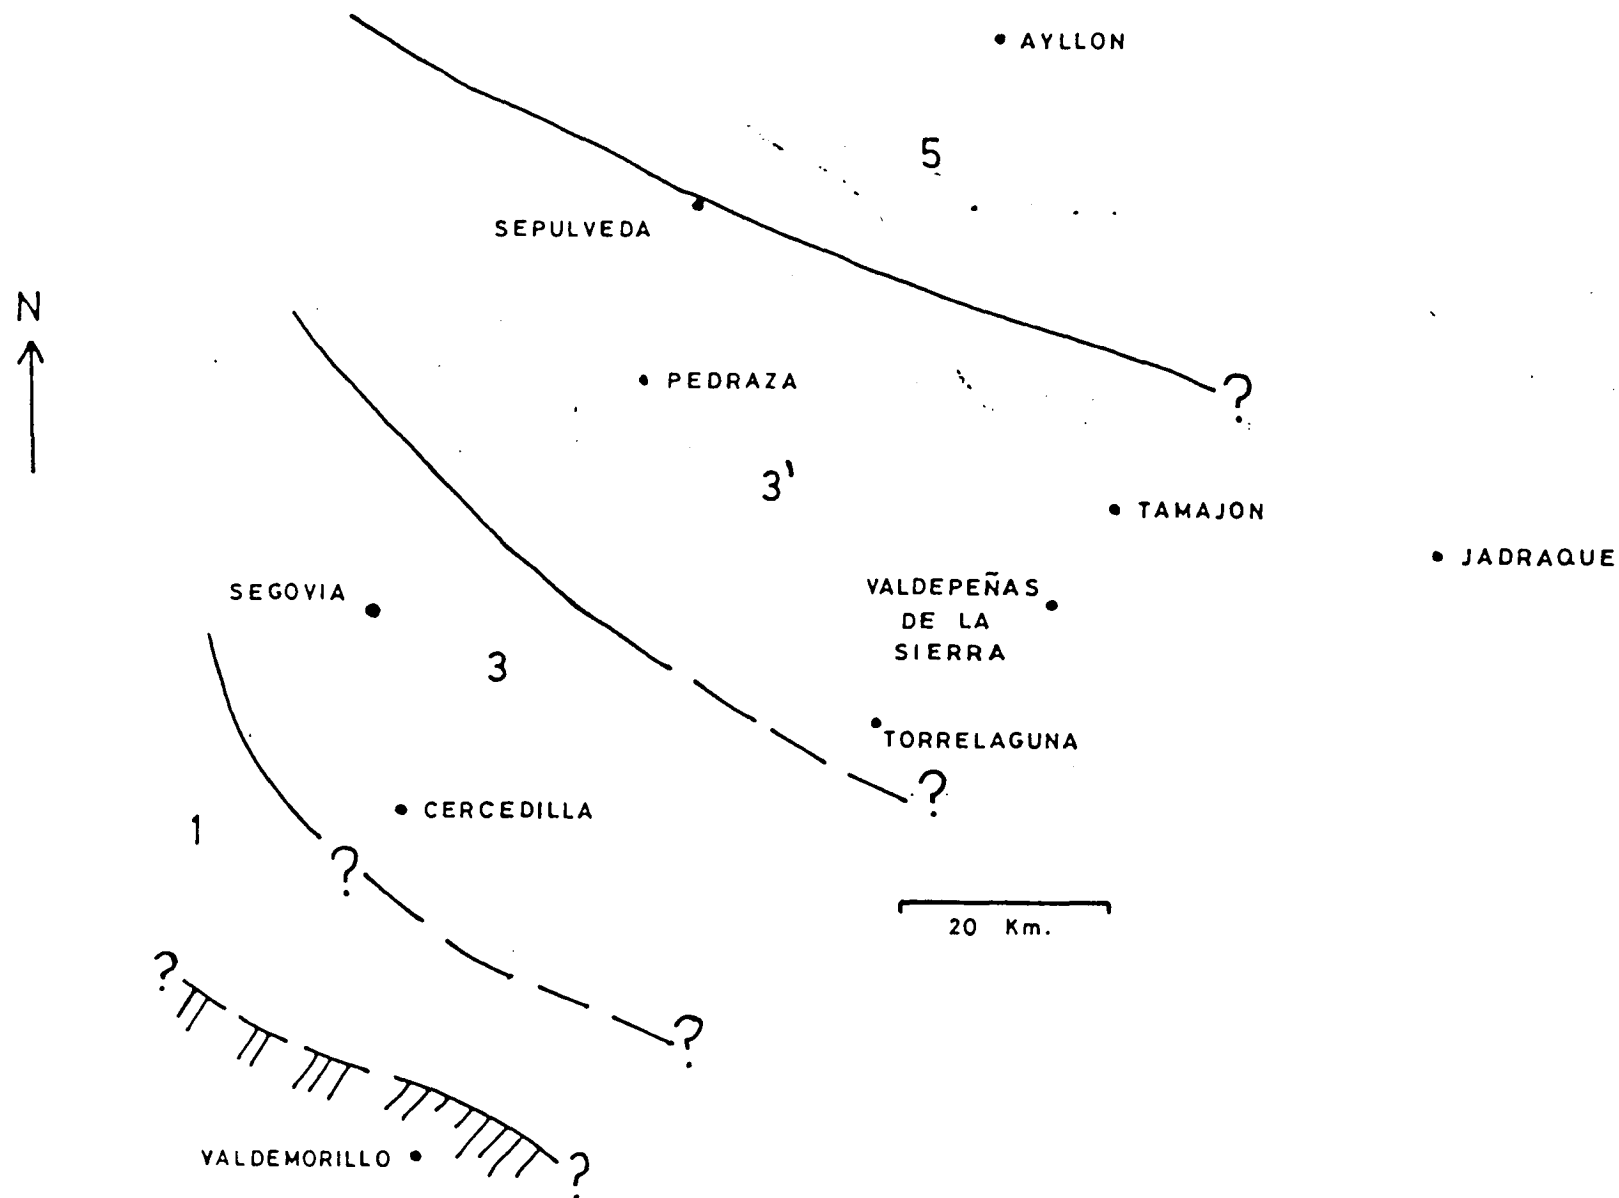 AYLLON
5
SEPULVEDA
N
PEDRAZA
?
3'
TAMAJON
JADRAQUE
SEGOVIA
VALDEPEÑAS
DE LA
SIERRA
3
TORRELAGUNA
?
CERCEDILLA
1
?
20 Km.
?
?
VALDEMORILLO
?